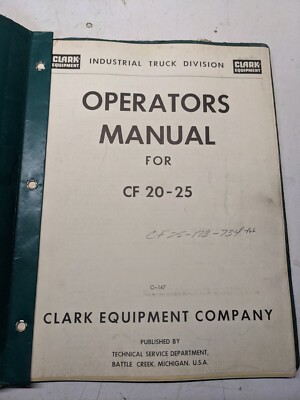 CLARK EQUIPMENT INDUSTRIAL TRUCK DIVISION CLARK EQUIPMENT
OPERATORS
MANUAL
FOR
CF 20-25
O-147
CLARK EQUIPMENT COMPANY
PUBLISHED BY
TECHNICAL SERVICE DEPARTMENT,
BATTLE CREEK, MICHIGAN, U.S.A.